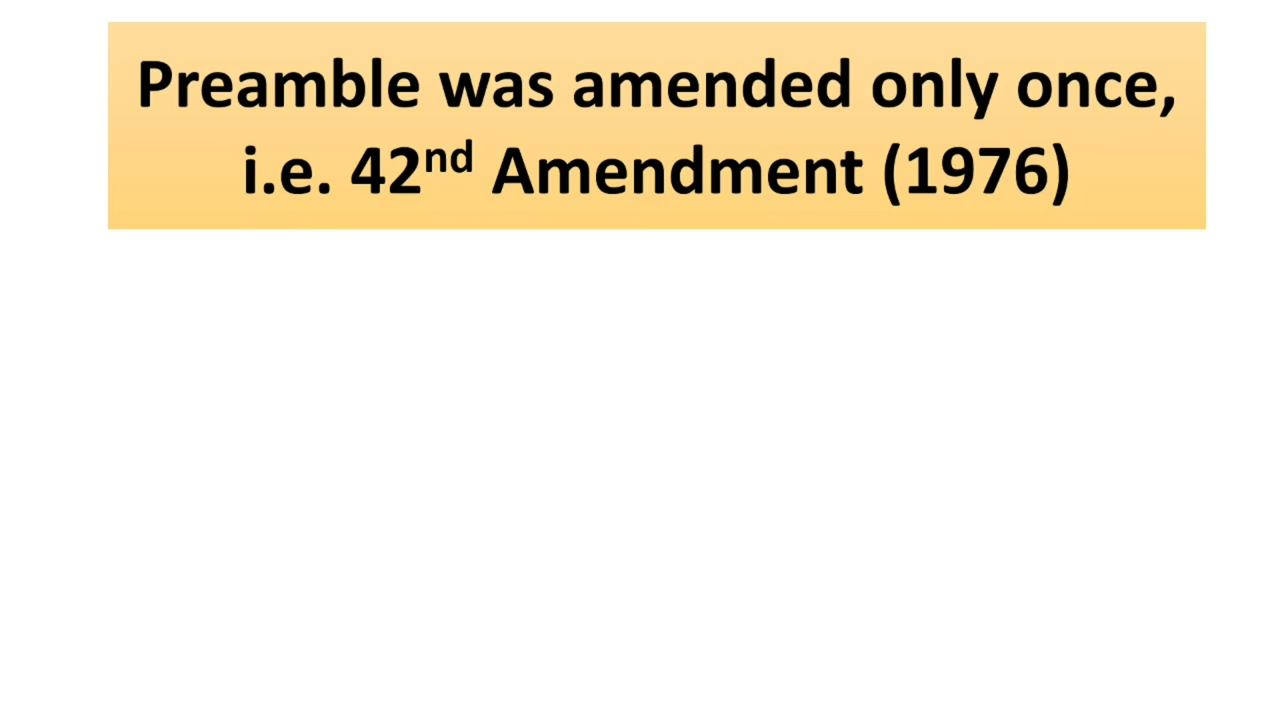 Preamble was amended only once,
i.e. 42nd Amendment (1976)